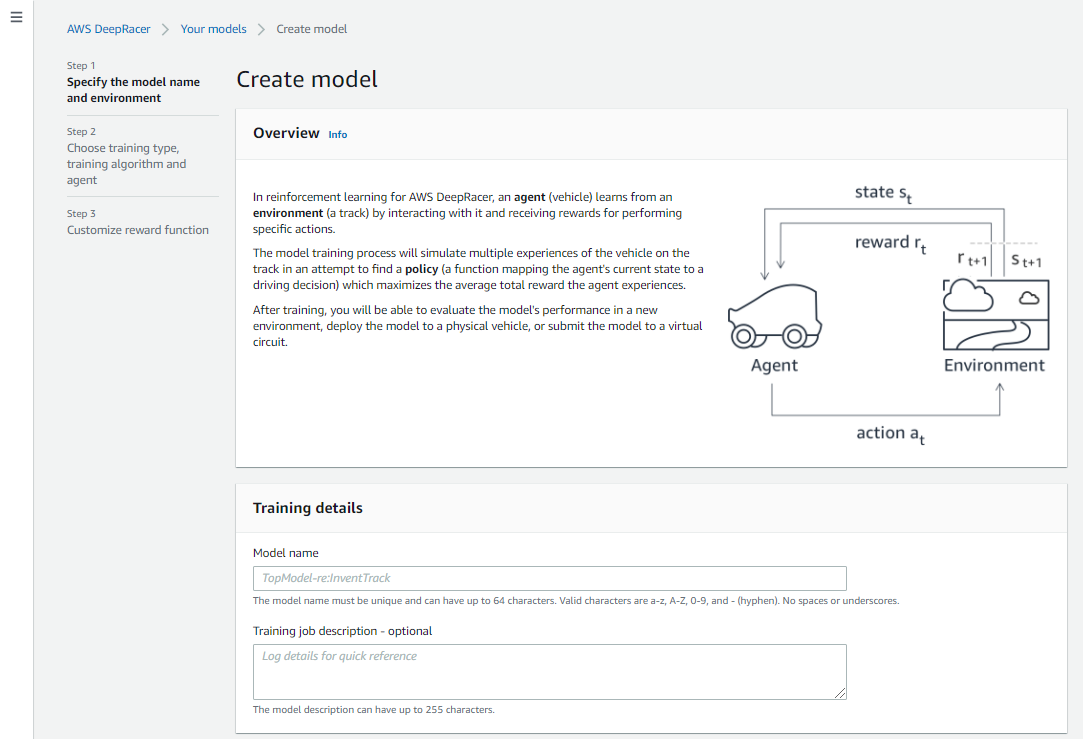 AWS DeepRacer > Your models > Create model
Step 1
Specify the model name
and environment
Step 2
Choose training type,
training algorithm and
agent
Step 3
Customize reward function
Create model
Overview Info
In reinforcement learning for AWS DeepRacer, an agent (vehicle) learns from an
environment (a track) by interacting with it and receiving rewards for performing
specific actions.
The model training process will simulate multiple experiences of the vehicle on the
track in an attempt to find a policy (a function mapping the agent's current state to a
driving decision) which maximizes the average total reward the agent experiences.
After training, you will be able to evaluate the model's performance in a new
environment, deploy the model to a physical vehicle, or submit the model to a virtual
circuit.
state st
reward rt
r t+1 s t+1
Agent
Environment
action at
Training details
Model name
TopModel-re:InventTrack
The model name must be unique and can have up to 64 characters. Valid characters are a-z, A-Z, 0-9, and - (hyphen). No spaces or underscores.
Training job description - optional
Log details for quick reference
The model description can have up to 255 characters.